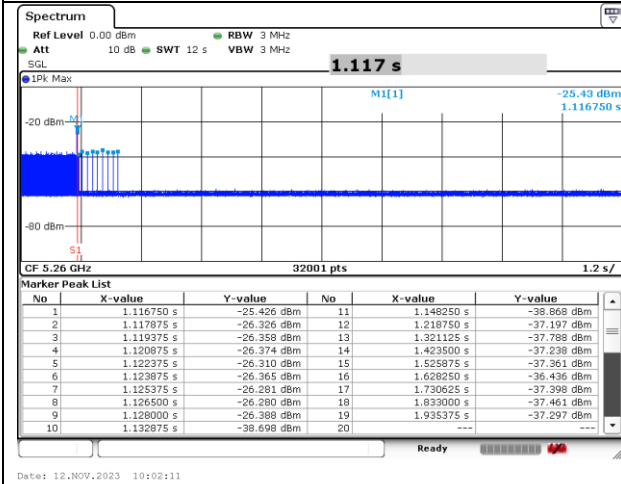 Spectrum
Ref Level 0.00 dBm RBW 3 MHz
Att 10 dB SWT 12 s VBW 3 MHz
SGL
1.117 s
1Pk Max
M1[1] -25.43 dBm
1.116750 s
-20 dBm
M
-80 dBm
S1
CF 5.26 GHz 32001 pts 1.2 s/
Marker Peak List
No X-value Y-value No X-value Y-value
1 1.116750 s -25.426 dBm 11 1.148250 s -38.868 dBm
2 1.117875 s -26.326 dBm 12 1.218750 s -37.197 dBm
3 1.119375 s -26.358 dBm 13 1.321125 s -37.788 dBm
4 1.120875 s -26.374 dBm 14 1.423500 s -37.238 dBm
5 1.122375 s -26.310 dBm 15 1.525875 s -37.361 dBm
6 1.123875 s -26.365 dBm 16 1.628250 s -36.436 dBm
7 1.125375 s -26.281 dBm 17 1.730625 s -37.398 dBm
8 1.126500 s -26.280 dBm 18 1.833000 s -37.461 dBm
9 1.128000 s -26.388 dBm 19 1.935375 s -37.297 dBm
10 1.132875 s -38.698 dBm 20 --- ---
Ready
Date: 12.NOV.2023 10:02:11